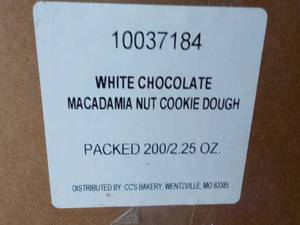 10037184
WHITE CHOCOLATE
MACADAMIA NUT COOKIE DOUGH
PACKED 200/2.25 OZ.
DISTRIBUTED BY: CC'S BAKERY, WENTZVILLE, MO 63385